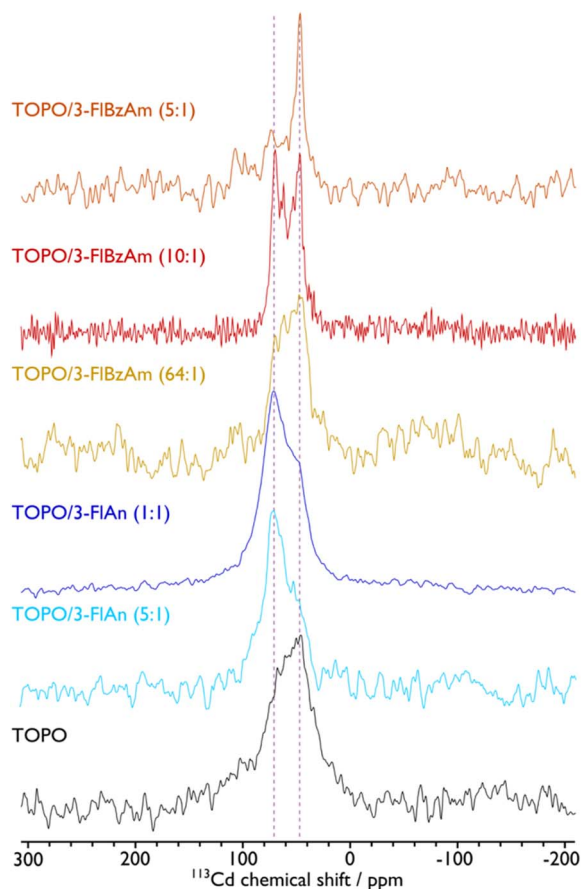 TOPO/3-FlBzAm (5:1)
TOPO/3-FlBzAm (10:1)
TOPO/3-FlBzAm (64:1)
TOPO/3-FlAn (1:1)
TOPO/3-FlAn (5:1)
TOPO
300 200 100 0 -100 -200
¹¹³Cd chemical shift / ppm